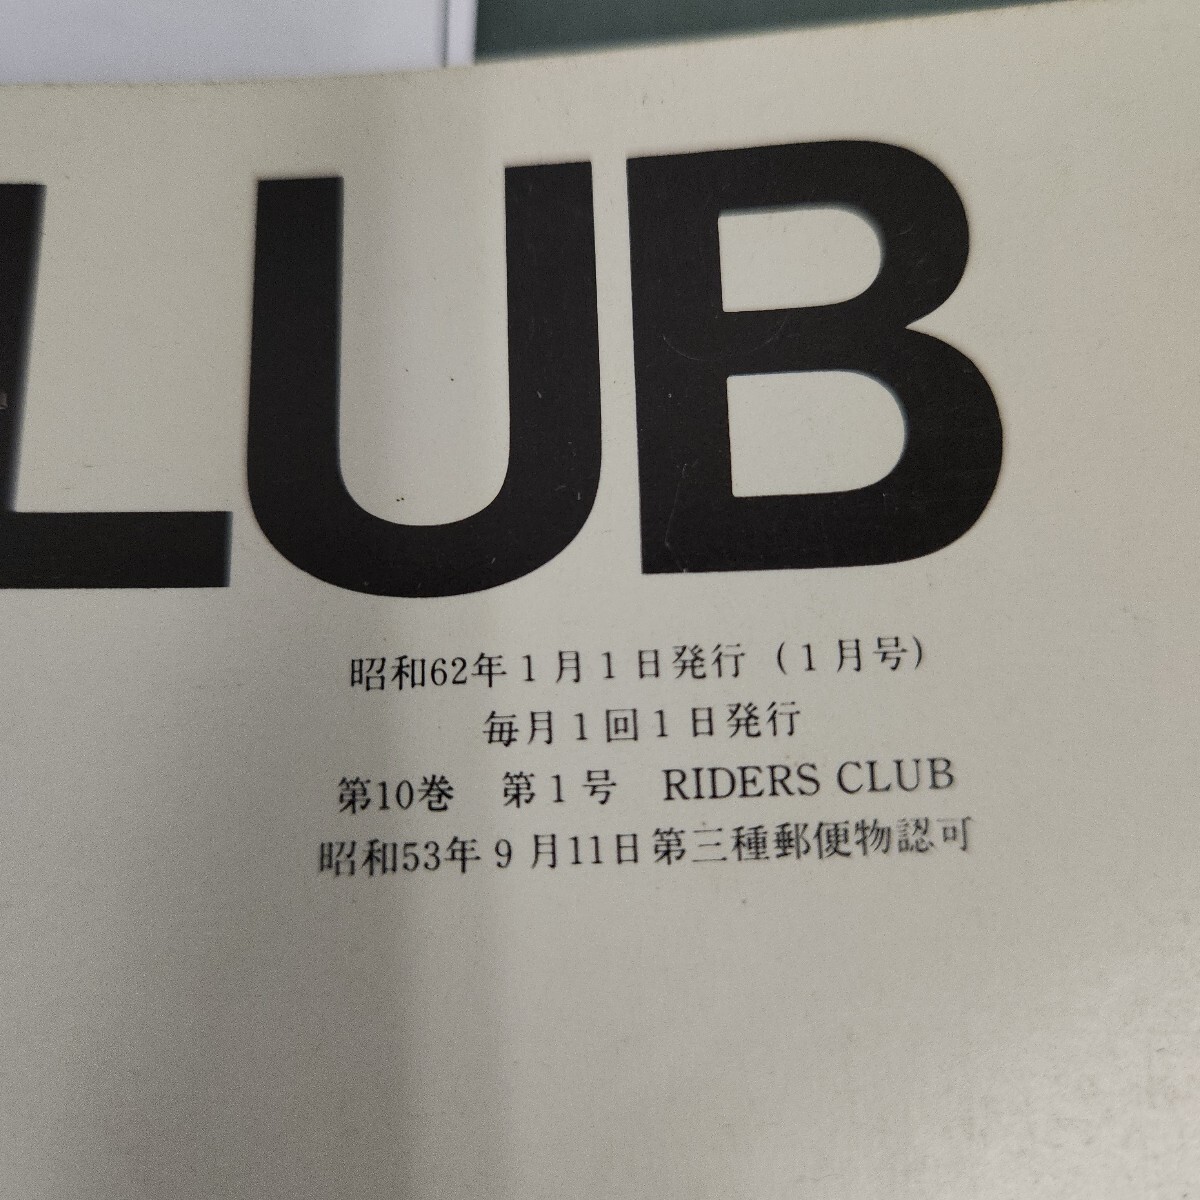 LUB
昭和62年1月1日発行(1月号)
毎月1回1日発行
第10巻 第1号 RIDERS CLUB
昭和53年9月11日第三種郵便物認可